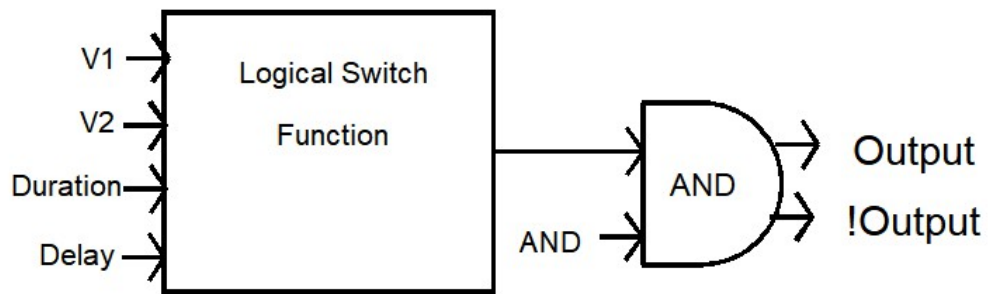 V1
V2
Duration
Delay
Logical Switch
Function
AND
AND
Output
!Output